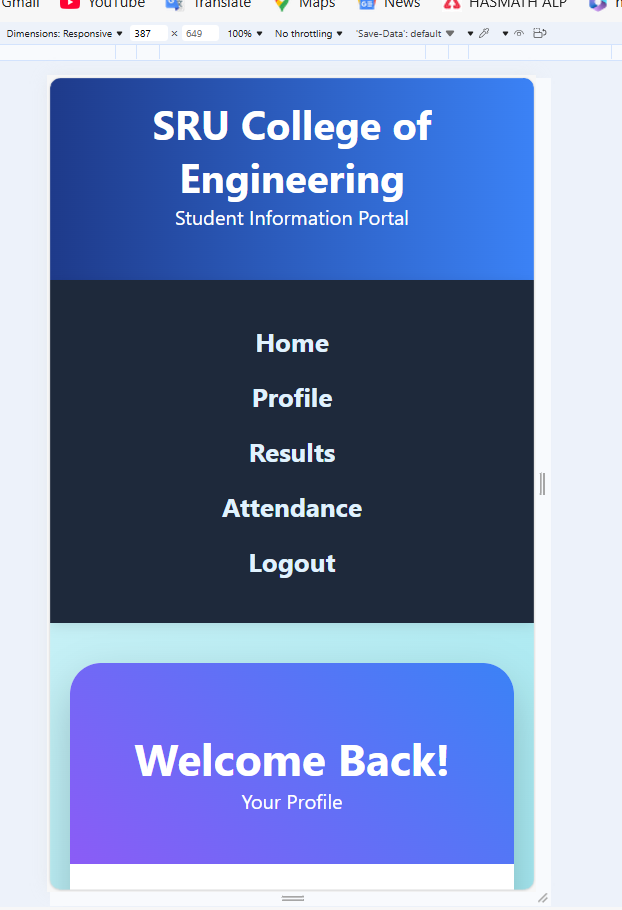 Gmail YouTube Translate Maps News HASMATH ALP
Dimensions: Responsive 387 × 649 100% No throttling 'Save-Data': default
SRU College of
Engineering
Student Information Portal
Home
Profile
Results
Attendance
Logout
Welcome Back!
Your Profile